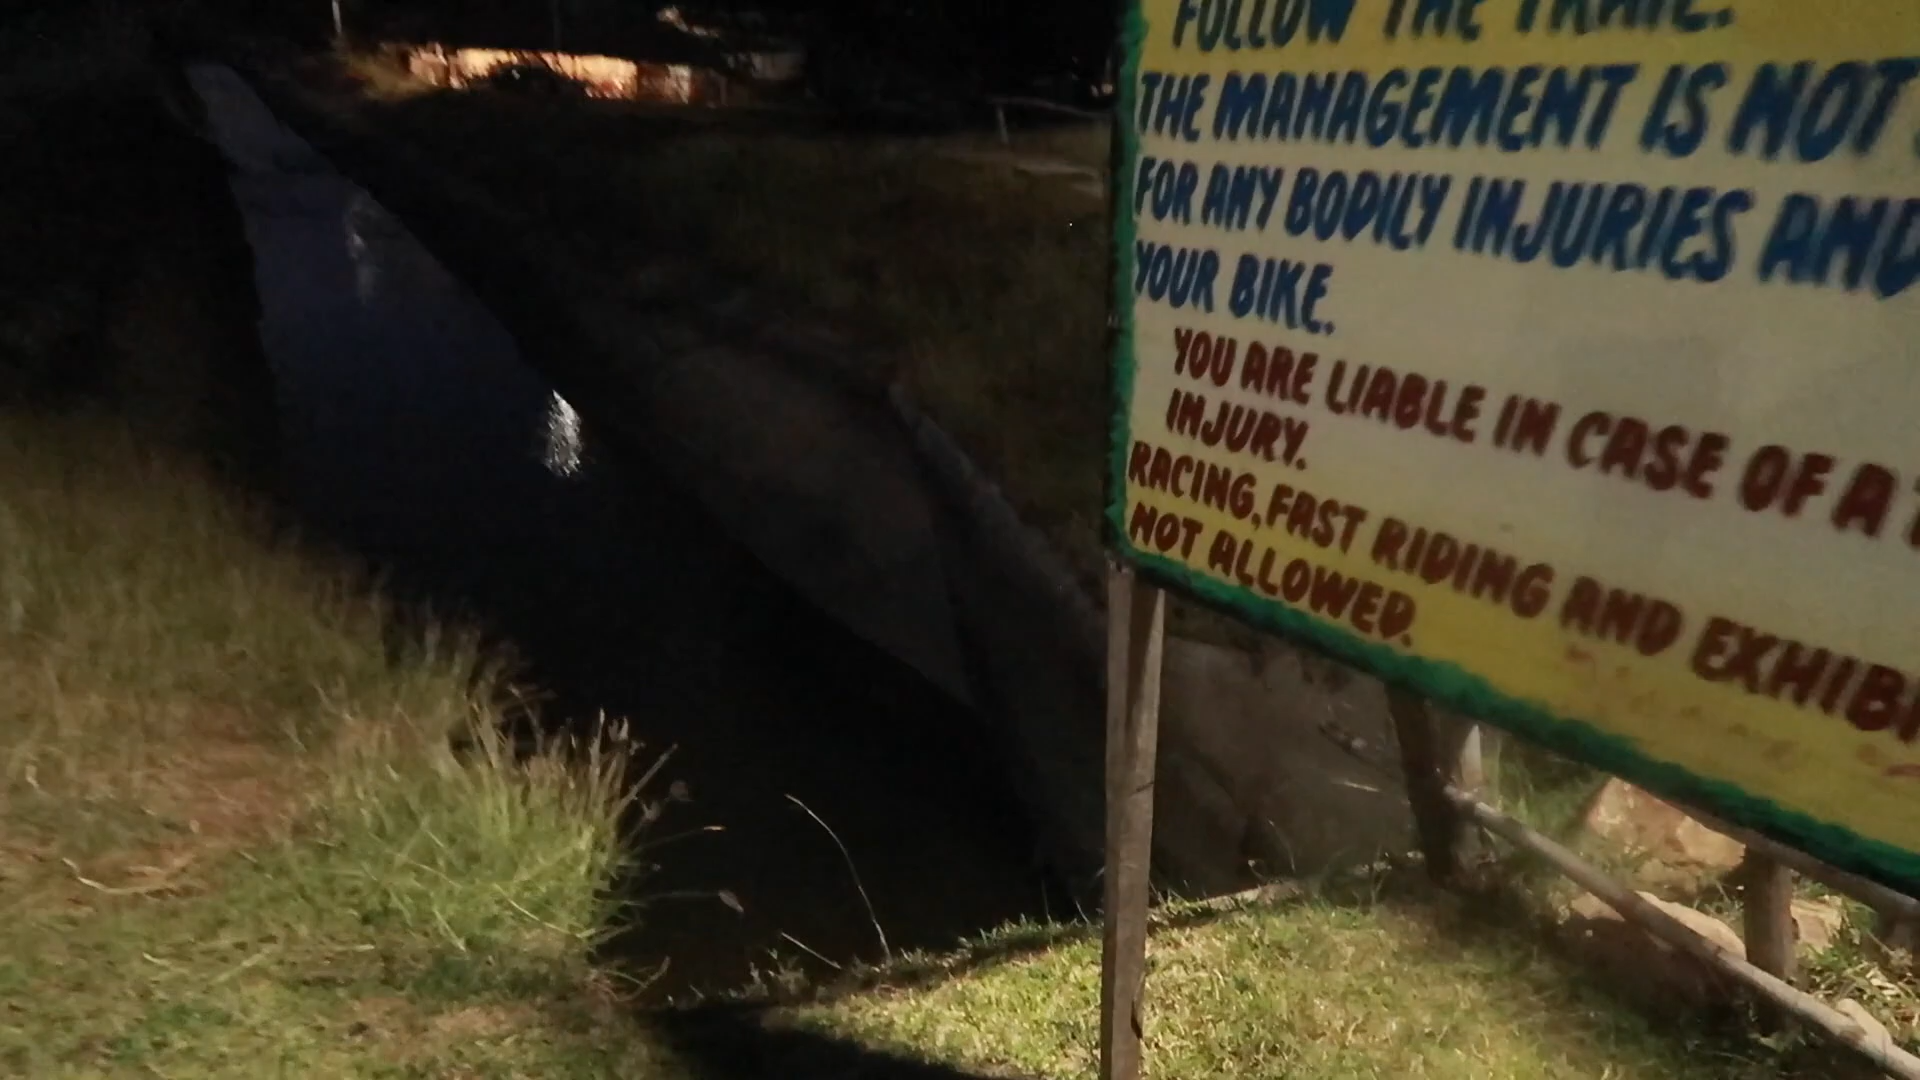 FOLLOW THE TRAIL.
THE MANAGEMENT IS NOT
FOR ANY BODILY INJURIES AND
YOUR BIKE.
YOU ARE LIABLE IN CASE OF A
INJURY.
RACING, FAST RIDING AND
NOT ALLOWED.